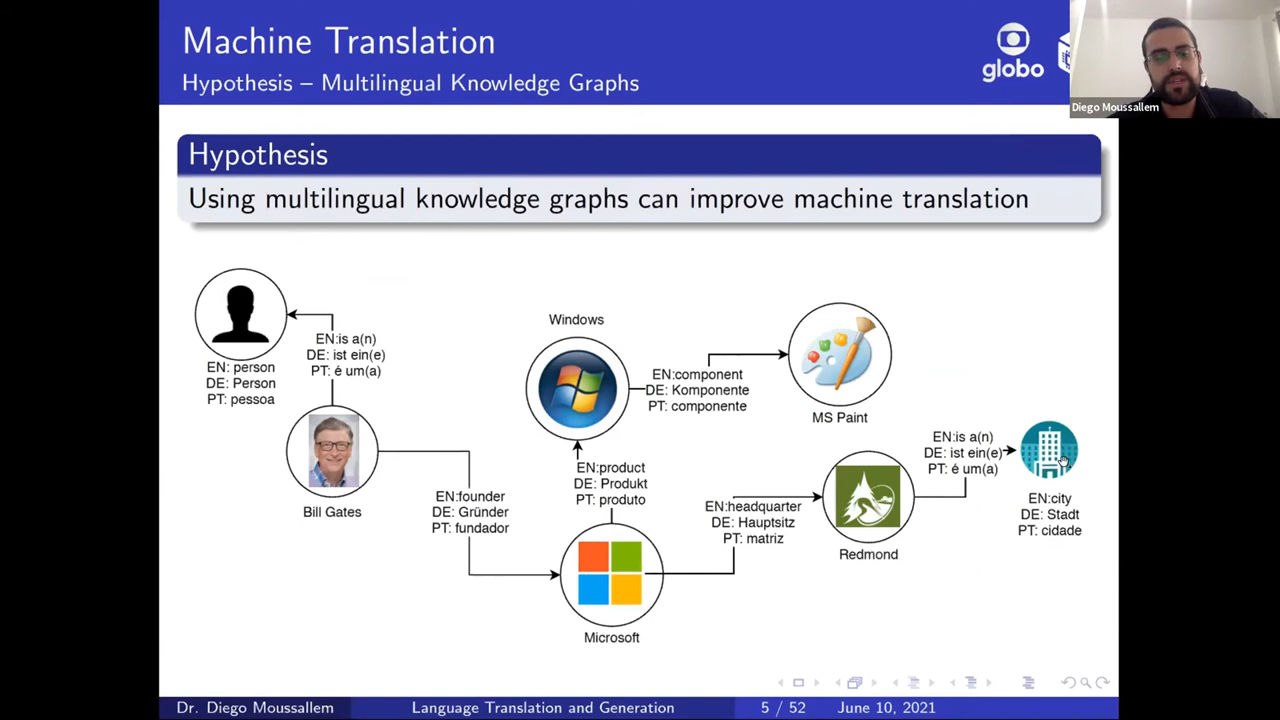 Machine Translation
Hypothesis – Multilingual Knowledge Graphs
globo
Diego Moussallem
Hypothesis
Using multilingual knowledge graphs can improve machine translation
EN: person
DE: Person
PT: pessoa
EN:is a(n)
DE: ist ein(e)
PT: é um(a)
Bill Gates
EN:founder
DE: Gründer
PT: fundador
Windows
EN:product
DE: Produkt
PT: produto
Microsoft
EN:component
DE: Komponente
PT: componente
MS Paint
EN:headquarter
DE: Hauptsitz
PT: matriz
Redmond
EN:is a(n)
DE: ist ein(e)
PT: é um(a)
EN:city
DE: Stadt
PT: cidade
Dr. Diego Moussallem
Language Translation and Generation
5 / 52
June 10, 2021